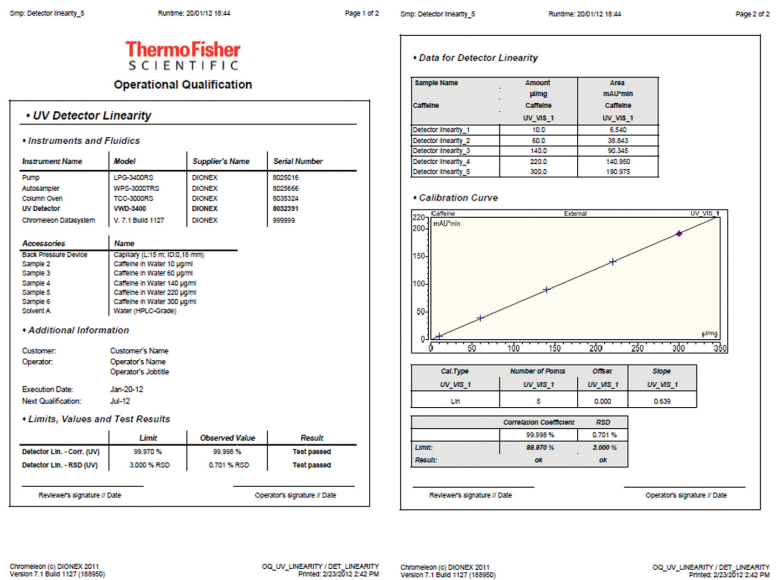 Smp: Detector linearity_5 Runtime: 20/01/12 18:44 Page 1 of 2
ThermoFisher
SCIENTIFIC
Operational Qualification
• UV Detector Linearity
• Instruments and Fluidics
Instrument Name Model Supplier's Name Serial Number
Pump LPG-3400RS DIONEX 8025016
Autosampler WPS-3000TRS DIONEX 8025666
Column Oven TCC-3000RS DIONEX 8035324
UV Detector VWD-3400 DIONEX 8032391
Chromeleon Datasystem V. 7.1 Build 1127 DIONEX 999999
Accessories Name
Back Pressure Device Capillary (L:15 m; ID:0,18 mm)
Sample 2 Caffeine in Water 10 µg/ml
Sample 3 Caffeine in Water 60 µg/ml
Sample 4 Caffeine in Water 140 µg/ml
Sample 5 Caffeine in Water 220 µg/ml
Sample 6 Caffeine in Water 300 µg/ml
Solvent A Water (HPLC-Grade)
• Additional Information
Customer: Customer's Name
Operator: Operator's Name
Operator's Jobtitle
Execution Date: Jan-20-12
Next Qualification: Jul-12
• Limits, Values and Test Results
Limit Observed Value Result
Detector Lin. - Corr. (UV) 99.970 % 99.998 % Test passed
Detector Lin. - RSD (UV) 3.000 % RSD 0.701 % RSD Test passed
Reviewer's signature // Date Operator's signature // Date
Chromeleon (c) DIONEX 2011 OQ_UV_LINEARITY / DET_LINEARITY
Version 7.1 Build 1127 (188950) Printed: 2/23/2012 2:42 PM
Smp: Detector linearity_5 Runtime: 20/01/12 18:44 Page 2 of 2
• Data for Detector Linearity
Sample Name Amount Area
µl/mg mAU*min
Caffeine Caffeine Caffeine
UV_VIS_1 UV_VIS_1
Detector linearity_1 10.0 6.540
Detector linearity_2 60.0 38.843
Detector linearity_3 140.0 90.345
Detector linearity_4 220.0 140.950
Detector linearity_5 300.0 190.975
• Calibration Curve
Caffeine External UV_VIS_1
mAU*min
220
200
150
100
50
0
µl/mg
0 50 100 150 200 250 300 350
Cal.Type Number of Points Offset Slope
UV_VIS_1 UV_VIS_1 UV_VIS_1 UV_VIS_1
Lin 5 0.000 0.639
Correlation Coefficient RSD
99.998 % 0.701 %
Limit: 99.970 % 3.000 %
Result: ok ok
Reviewer's signature // Date Operator's signature // Date
Chromeleon (c) DIONEX 2011 OQ_UV_LINEARITY / DET_LINEARITY
Version 7.1 Build 1127 (188950) Printed: 2/23/2012 2:42 PM